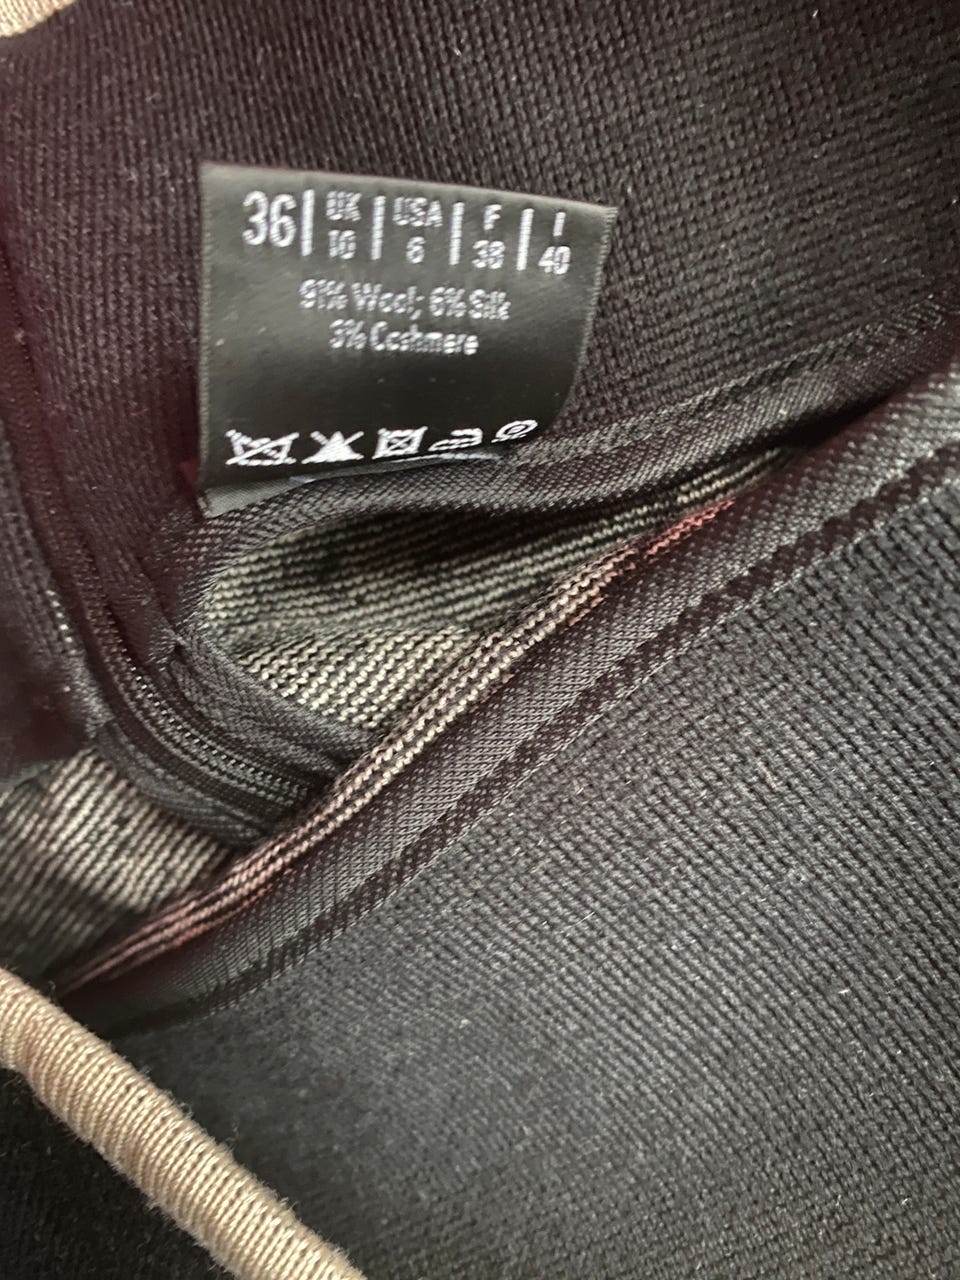 36 | UK | USA | F | I
10 | 6 | 38 | 40
91% Wool; 6% Silk
3% Cashmere